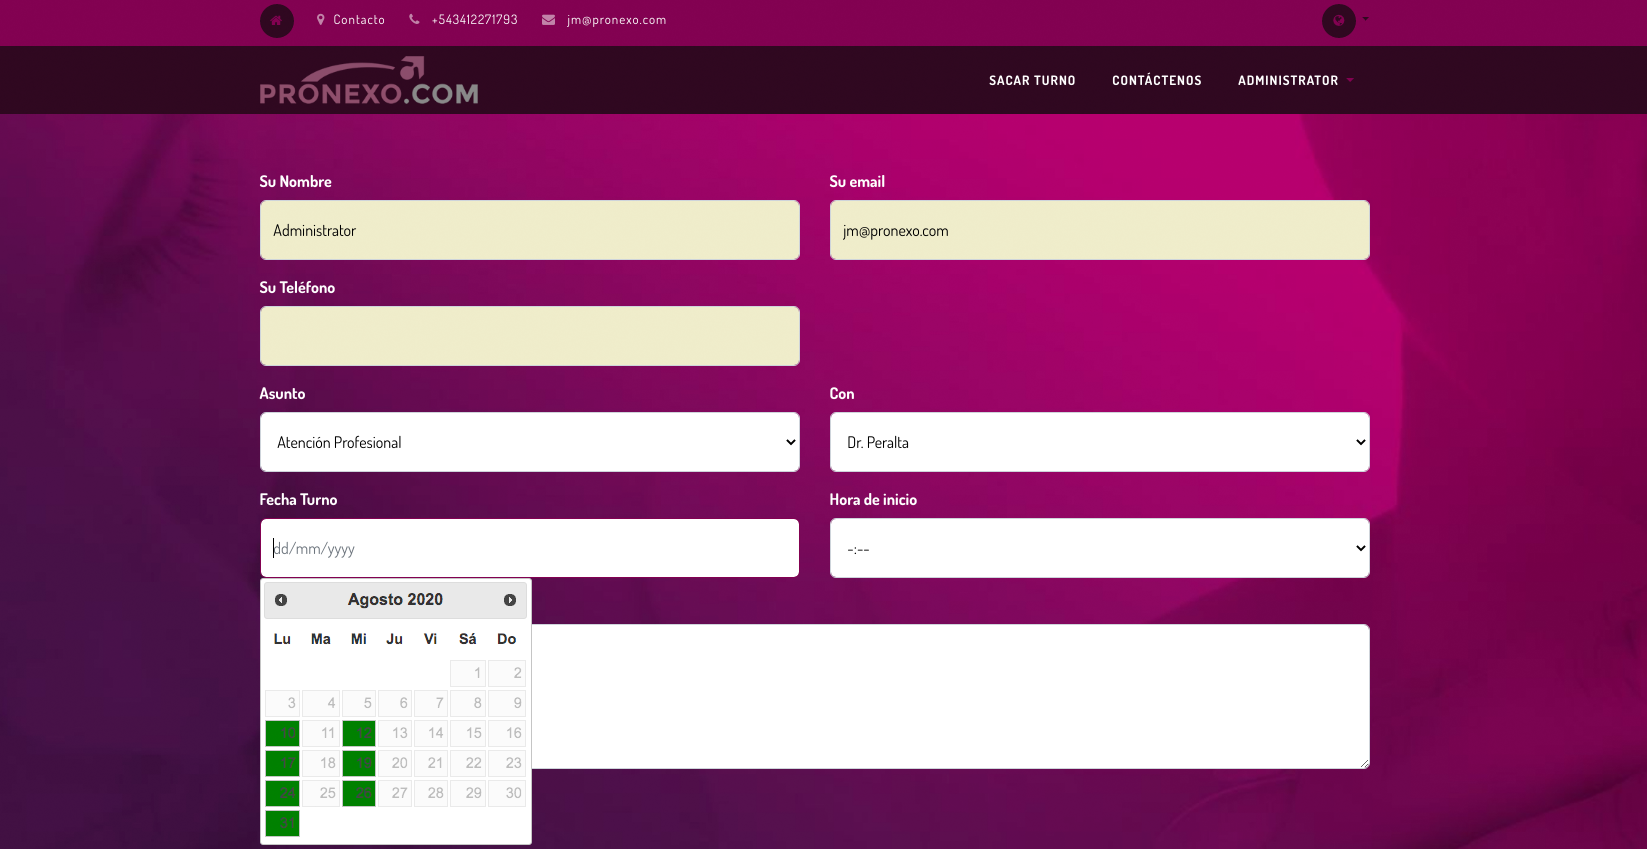 Contacto +543412271793 jm@pronexo.com
PRONEXO.COM
SACAR TURNO CONTÁCTENOS ADMINISTRATOR
Su Nombre Su email
Administrator jm@pronexo.com
Su Teléfono
Asunto Con
Atención Profesional Dr. Peralta
Fecha Turno Hora de inicio
dd/mm/yyyy -:--
Agosto 2020
Lu Ma Mi Ju Vi Sá Do
1 2
3 4 5 6 7 8 9
10 11 12 13 14 15 16
17 18 19 20 21 22 23
24 25 26 27 28 29 30
31